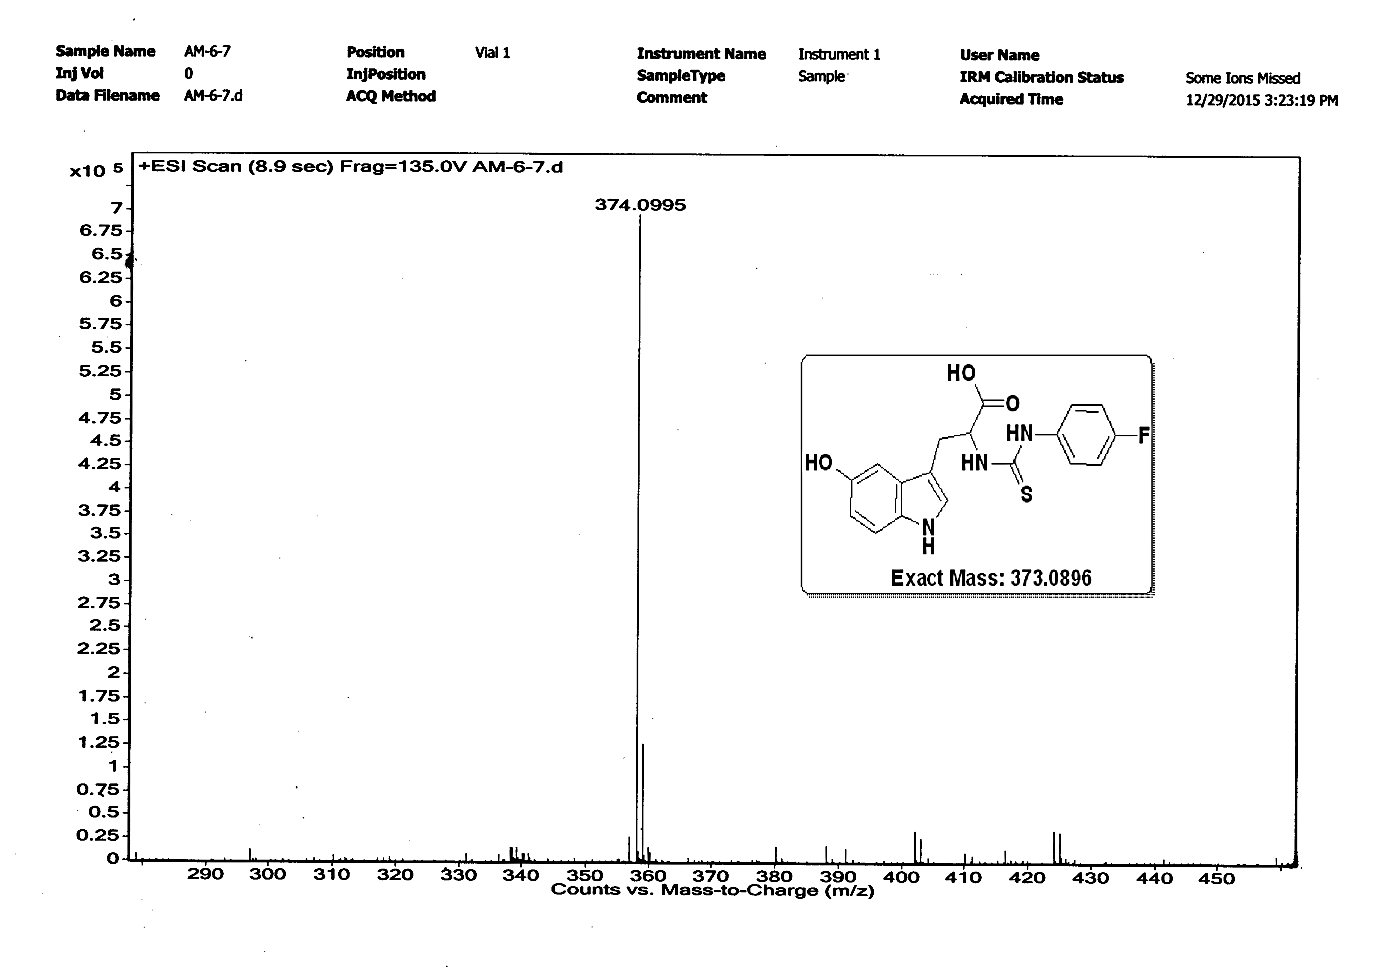 Sample Name AM-6-7 Position Vial 1 Instrument Name Instrument 1 User Name
Inj Vol 0 InjPosition SampleType Sample IRM Calibration Status Some Ions Missed
Data Filename AM-6-7.d ACQ Method Comment Acquired Time 12/29/2015 3:23:19 PM
x10 5 +ESI Scan (8.9 sec) Frag=135.0V AM-6-7.d
374.0995
7
6.75
6.5
6.25
6
5.75
5.5
5.25
5
4.75
4.5
4.25
4
3.75
3.5
3.25
3
2.75
2.5
2.25
2
1.75
1.5
1.25
1
0.75
0.5
0.25
0
HO
O
HN
F
HO
HN
S
N
H
Exact Mass: 373.0896
290 300 310 320 330 340 350 360 370 380 390 400 410 420 430 440 450
Counts vs. Mass-to-Charge (m/z)